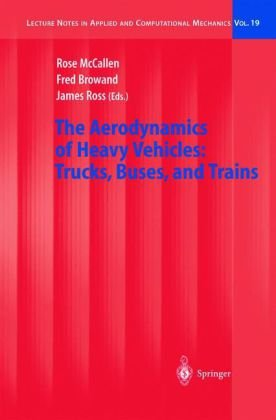 LECTURE NOTES IN APPLIED AND COMPUTATIONAL MECHANICS VOL. 19
Rose McCallen
Fred Browand
James Ross (Eds.)
The Aerodynamics
of Heavy Vehicles:
Trucks, Buses, and Trains
Springer